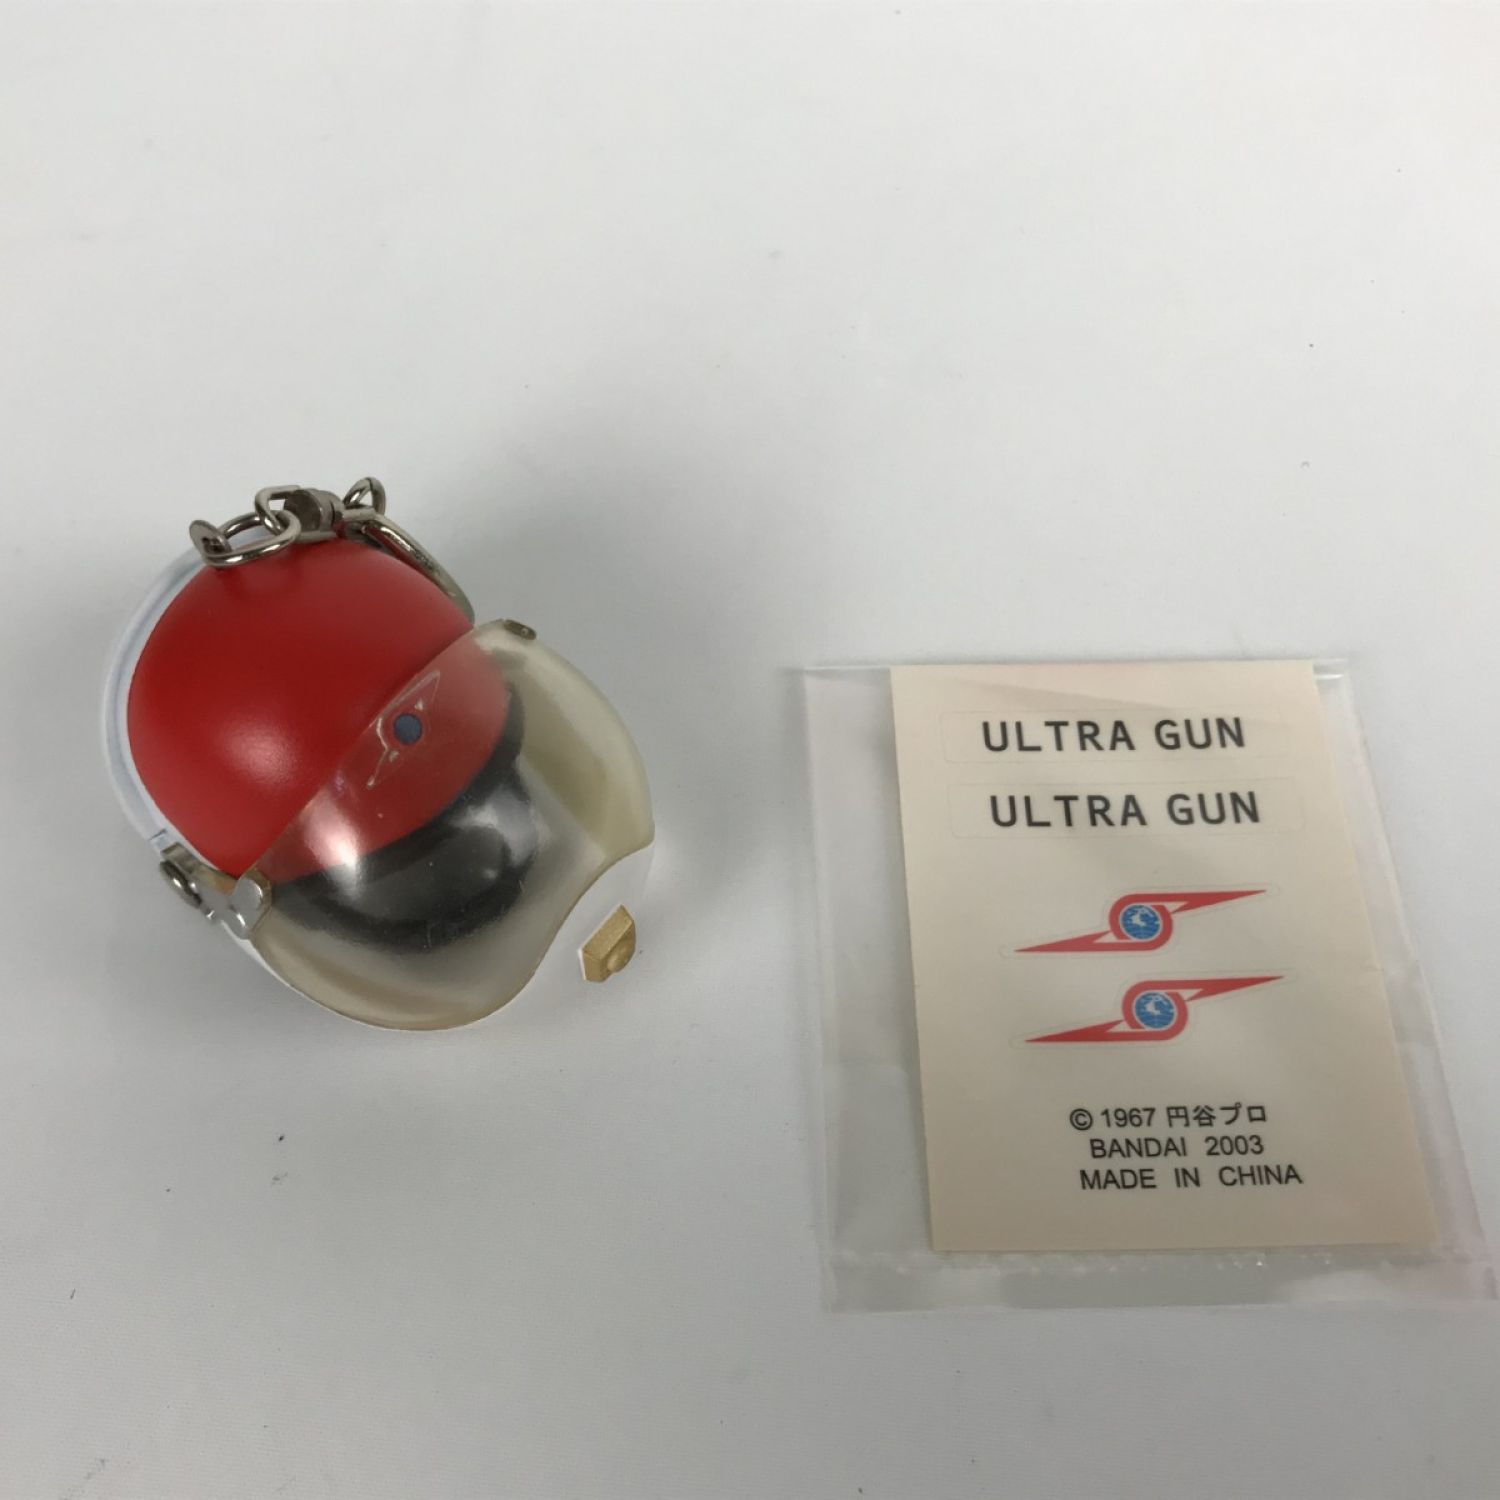 ULTRA GUN
ULTRA GUN
© 1967 円谷プロ
BANDAI 2003
MADE IN CHINA